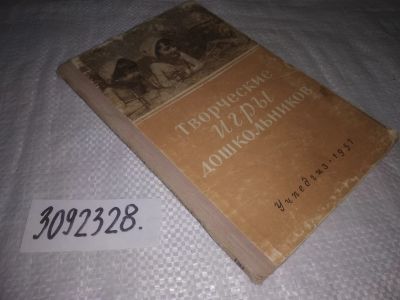 Творческие
игры
дошкольников
Учпедгиз-1951
3092328.